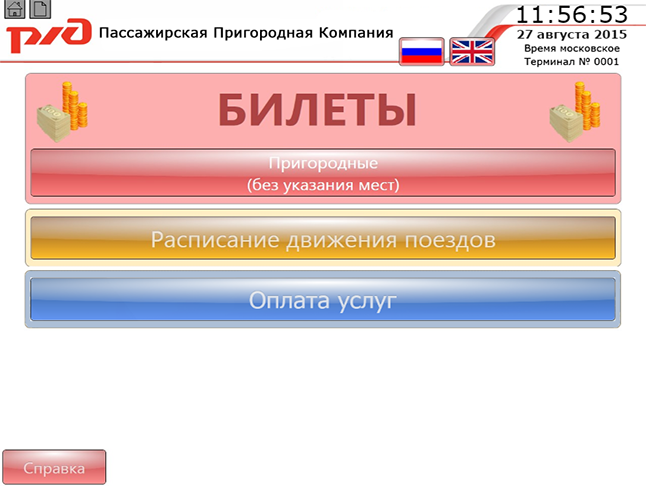 ржд
Пассажирская Пригородная Компания
11:56:53
27 августа 2015
Время московское
Терминал № 0001
БИЛЕТЫ
Пригородные
(без указания мест)
Расписание движения поездов
Оплата услуг
Справка